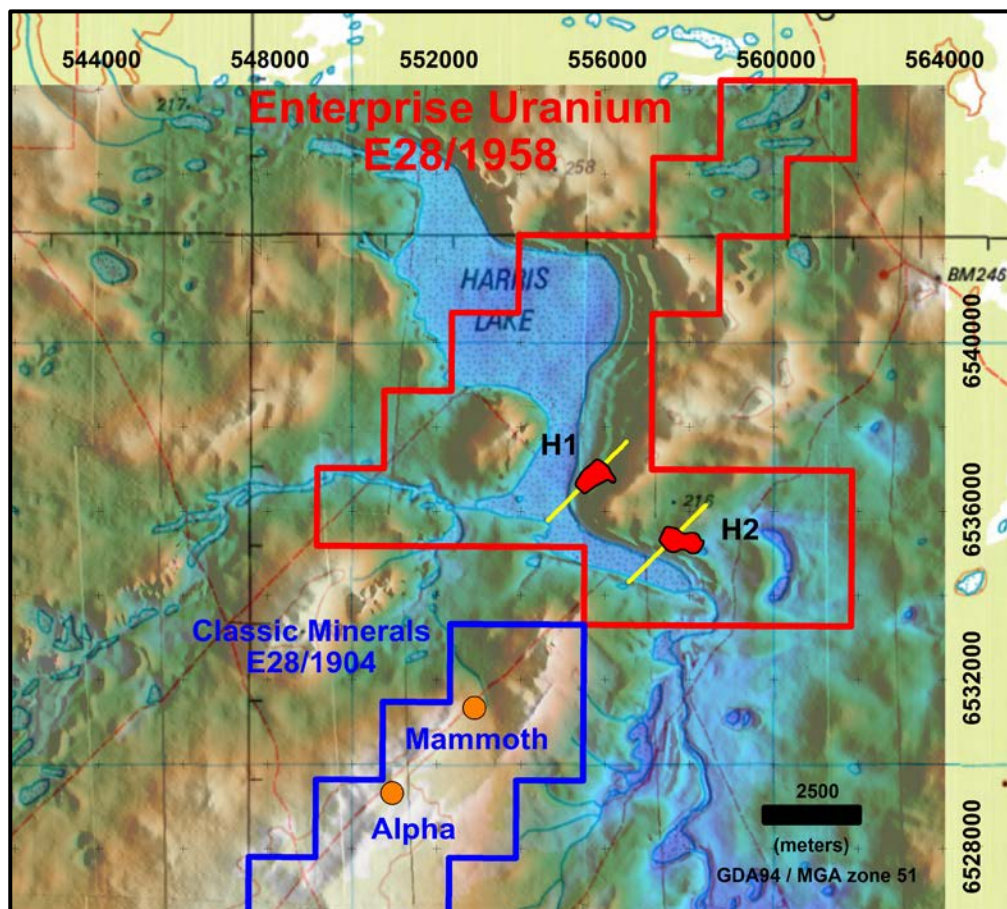 544000 548000 552000 556000 560000 564000
217
Enterprise Uranium
E28/1958
258
HARRIS
LAKE
BM246
6540000
H1
216
6536000
H2
Classic Minerals
E28/1904
6532000
Mammoth
Alpha
2500
(meters)
6528000
GDA94 / MGA zone 51